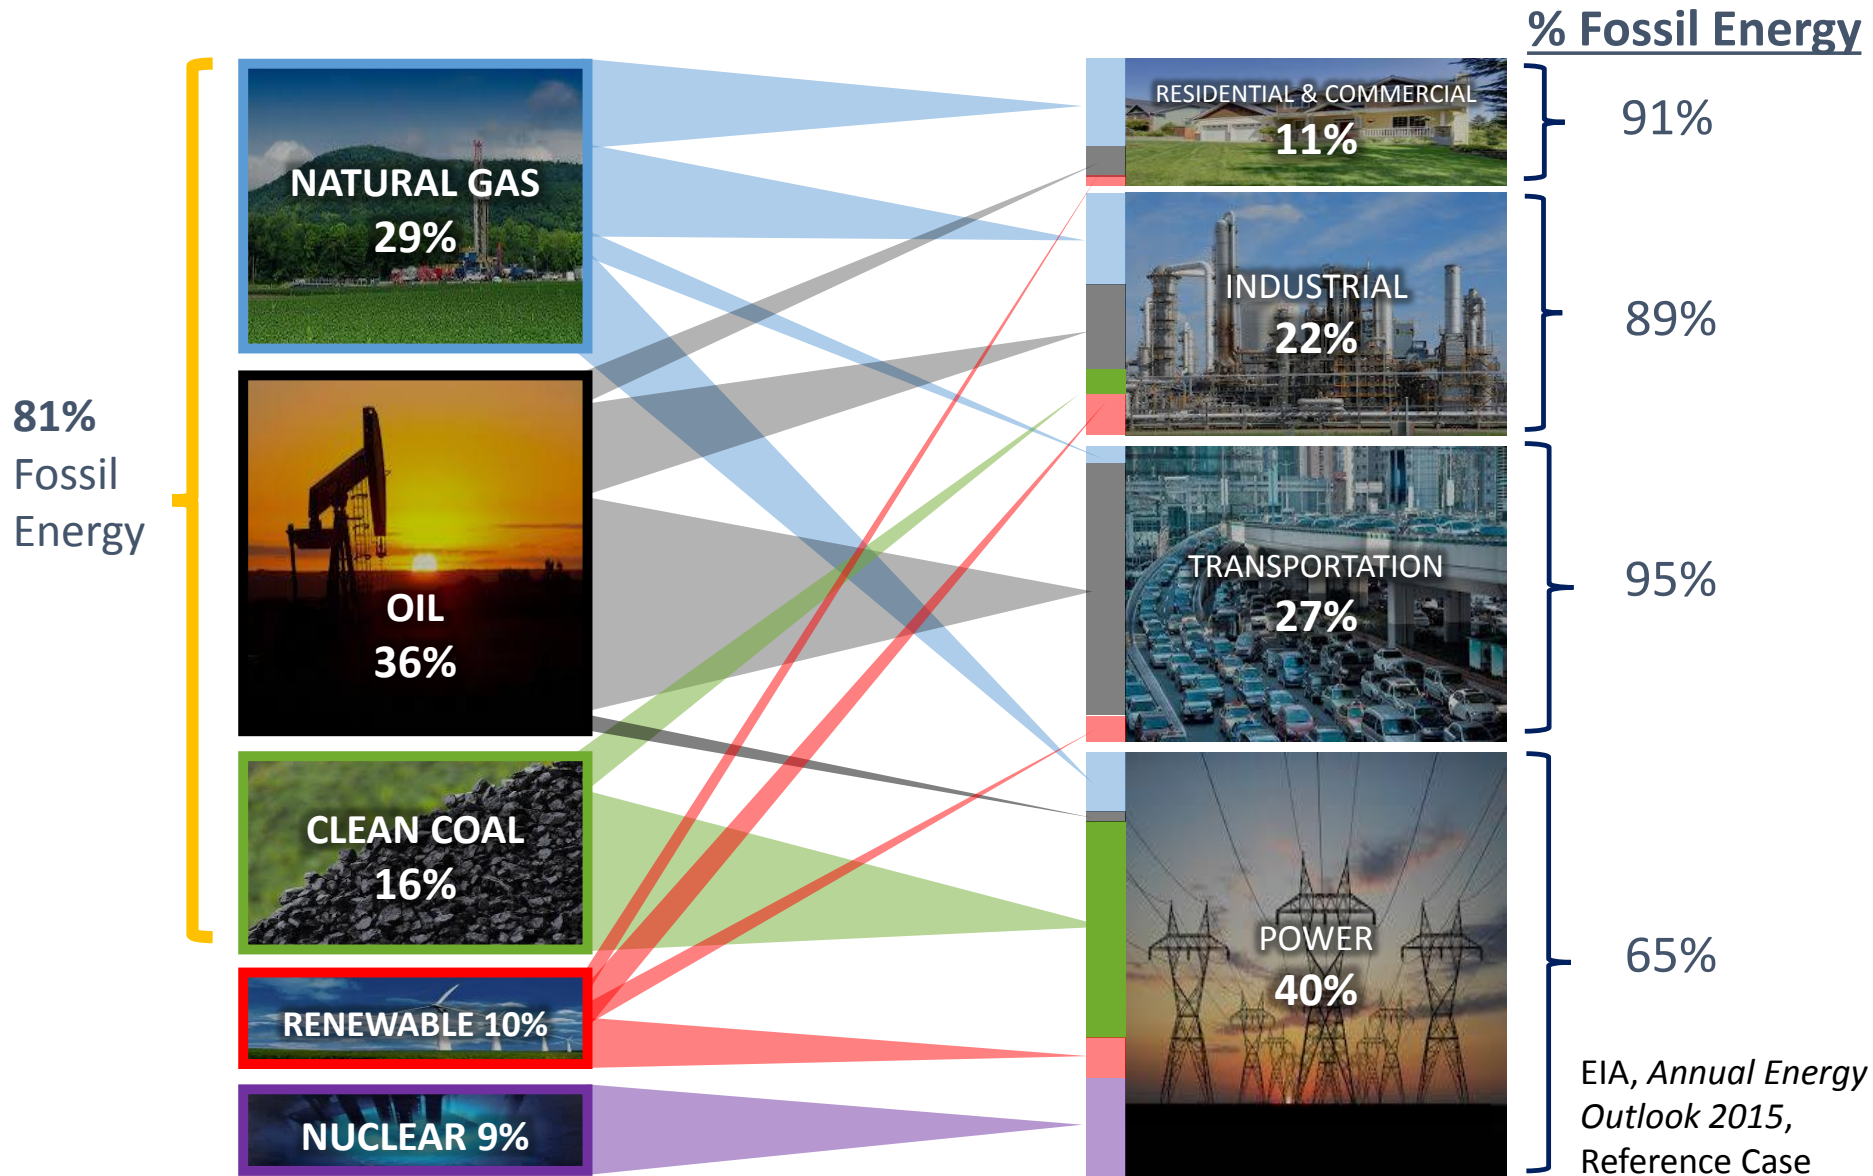 % Fossil Energy
81%
Fossil
Energy
NATURAL GAS
29%
OIL
36%
CLEAN COAL
16%
RENEWABLE 10%
NUCLEAR 9%
RESIDENTIAL & COMMERCIAL
11%
91%
INDUSTRIAL
22%
89%
TRANSPORTATION
27%
95%
POWER
40%
65%
EIA, Annual Energy
Outlook 2015,
Reference Case